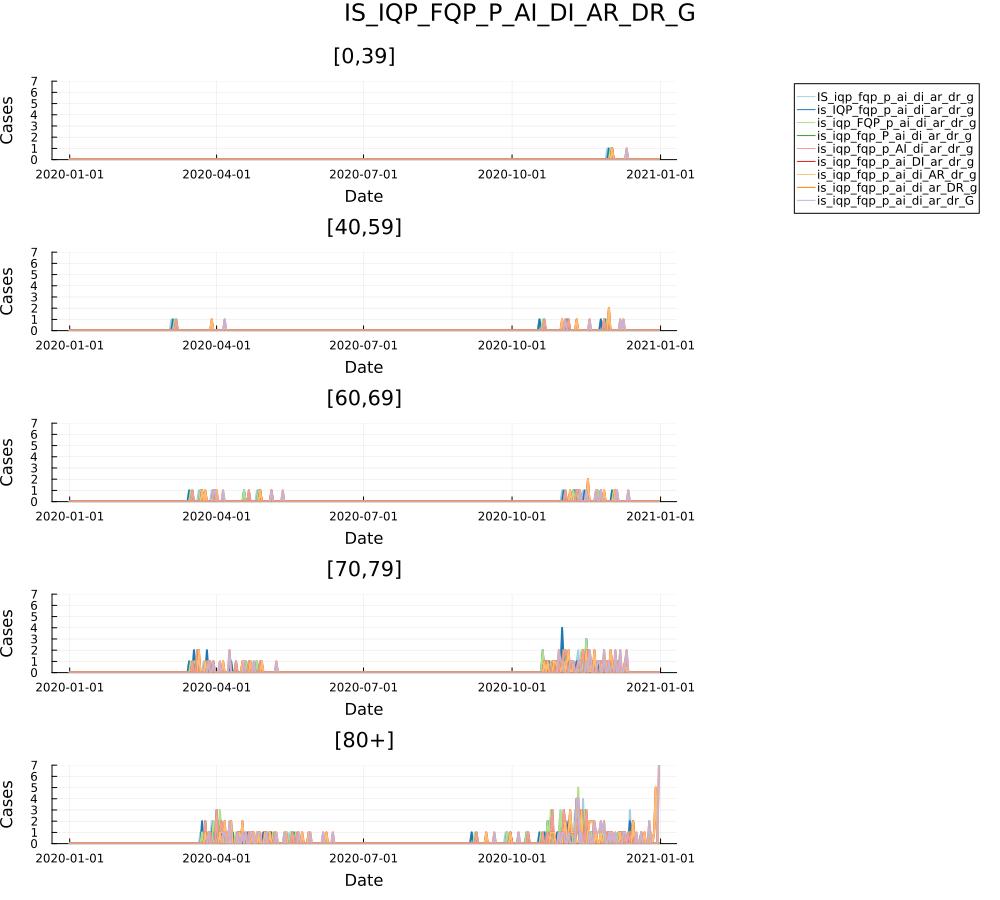 IS_IQP_FQP_P_AI_DI_AR_DR_G
[0,39]
7
6
5
4
3
2
1
0
Cases
2020-01-01 2020-04-01 2020-07-01 2020-10-01 2021-01-01
Date
IS_iqp_fqp_p_ai_di_ar_dr_g
is_IQP_fqp_p_ai_di_ar_dr_g
is_iqp_FQP_p_ai_di_ar_dr_g
is_iqp_fqp_P_ai_di_ar_dr_g
is_iqp_fqp_p_AI_di_ar_dr_g
is_iqp_fqp_p_ai_DI_ar_dr_g
is_iqp_fqp_p_ai_di_AR_dr_g
is_iqp_fqp_p_ai_di_ar_DR_g
is_iqp_fqp_p_ai_di_ar_dr_G
[40,59]
7
6
5
4
3
2
1
0
Cases
2020-01-01 2020-04-01 2020-07-01 2020-10-01 2021-01-01
Date
[60,69]
7
6
5
4
3
2
1
0
Cases
2020-01-01 2020-04-01 2020-07-01 2020-10-01 2021-01-01
Date
[70,79]
7
6
5
4
3
2
1
0
Cases
2020-01-01 2020-04-01 2020-07-01 2020-10-01 2021-01-01
Date
[80+]
7
6
5
4
3
2
1
0
Cases
2020-01-01 2020-04-01 2020-07-01 2020-10-01 2021-01-01
Date